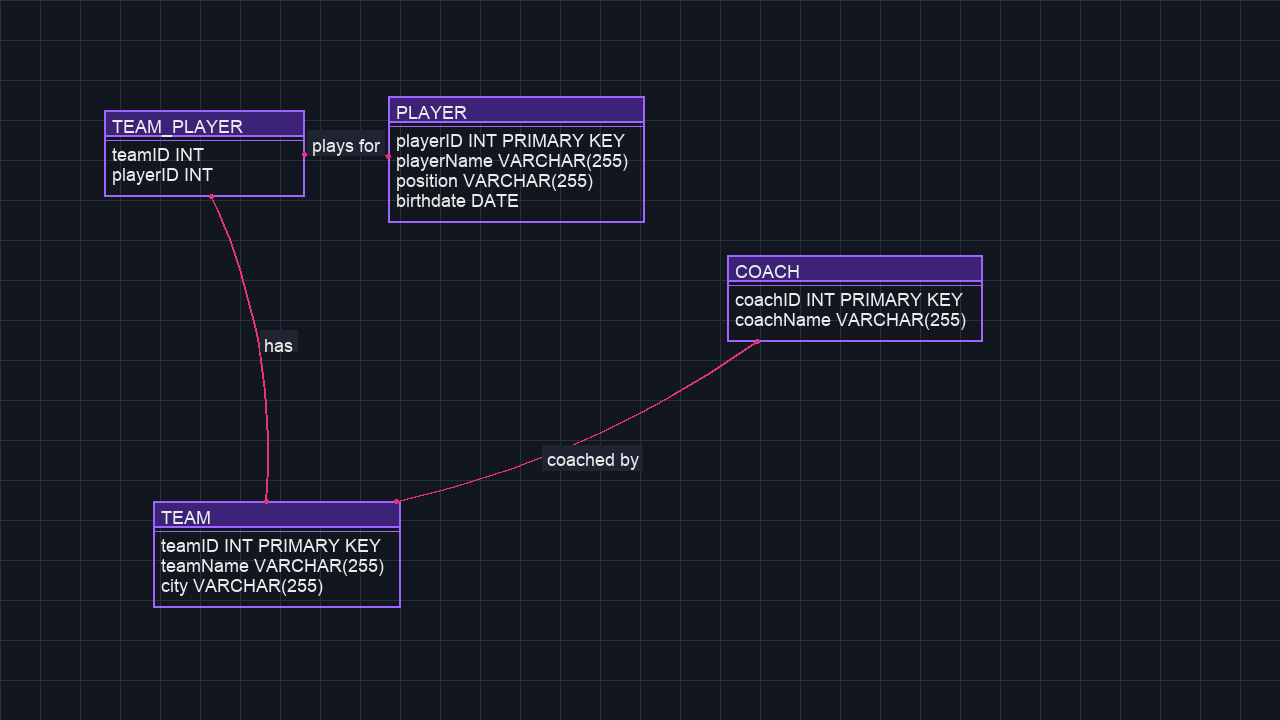 TEAM_PLAYER
teamID INT
playerID INT
plays for
PLAYER
playerID INT PRIMARY KEY
playerName VARCHAR(255)
position VARCHAR(255)
birthdate DATE
COACH
coachID INT PRIMARY KEY
coachName VARCHAR(255)
has
coached by
TEAM
teamID INT PRIMARY KEY
teamName VARCHAR(255)
city VARCHAR(255)